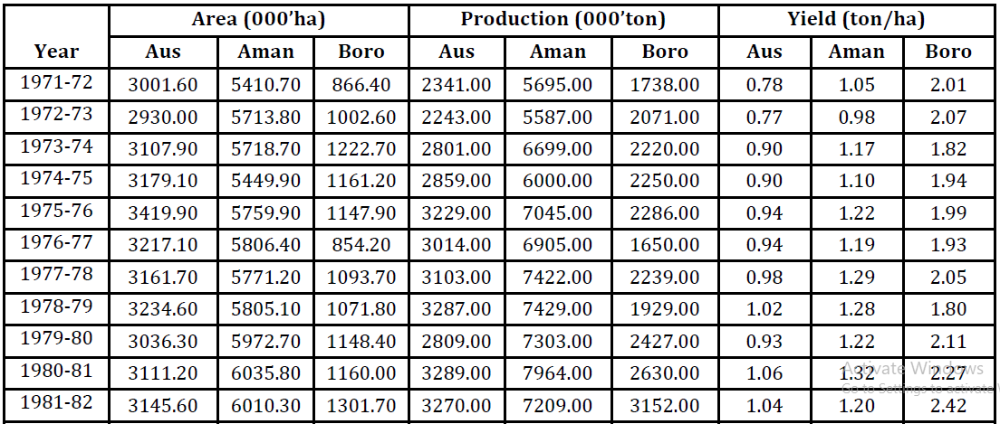 Year Area (000’ha) Production (000’ton) Yield (ton/ha)
Aus Aman Boro Aus Aman Boro Aus Aman Boro
1971-72 3001.60 5410.70 866.40 2341.00 5695.00 1738.00 0.78 1.05 2.01
1972-73 2930.00 5713.80 1002.60 2243.00 5587.00 2071.00 0.77 0.98 2.07
1973-74 3107.90 5718.70 1222.70 2801.00 6699.00 2220.00 0.90 1.17 1.82
1974-75 3179.10 5449.90 1161.20 2859.00 6000.00 2250.00 0.90 1.10 1.94
1975-76 3419.90 5759.90 1147.90 3229.00 7045.00 2286.00 0.94 1.22 1.99
1976-77 3217.10 5806.40 854.20 3014.00 6905.00 1650.00 0.94 1.19 1.93
1977-78 3161.70 5771.20 1093.70 3103.00 7422.00 2239.00 0.98 1.29 2.05
1978-79 3234.60 5805.10 1071.80 3287.00 7429.00 1929.00 1.02 1.28 1.80
1979-80 3036.30 5972.70 1148.40 2809.00 7303.00 2427.00 0.93 1.22 2.11
1980-81 3111.20 6035.80 1160.00 3289.00 7964.00 2630.00 1.06 1.32 2.27
Activate Windows
Go to Settings to activate
1981-82 3145.60 6010.30 1301.70 3270.00 7209.00 3152.00 1.04 1.20 2.42